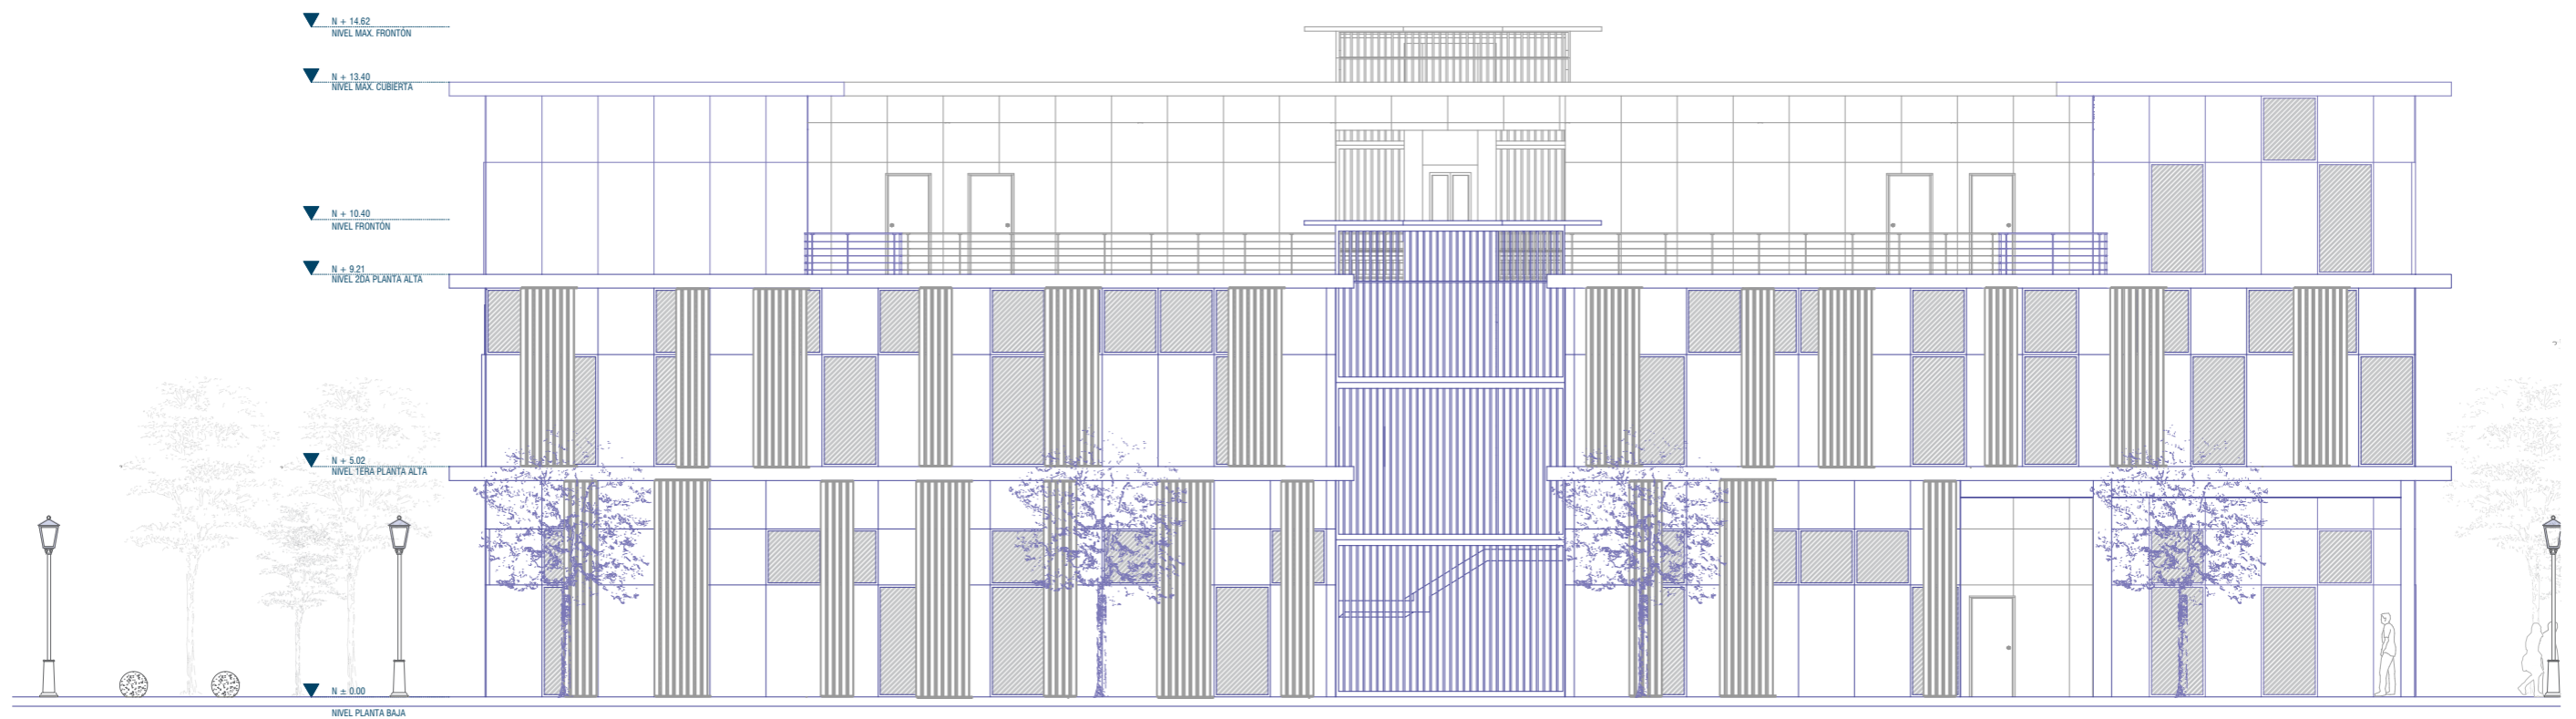 N + 14.62
NIVEL MAX. FRONTÓN
N + 13.40
NIVEL MAX. CUBIERTA
N + 10.40
NIVEL FRONTÓN
N + 9.21
NIVEL 2DA PLANTA ALTA
N + 5.02
NIVEL 1ERA PLANTA ALTA
N ± 0.00
NIVEL PLANTA BAJA